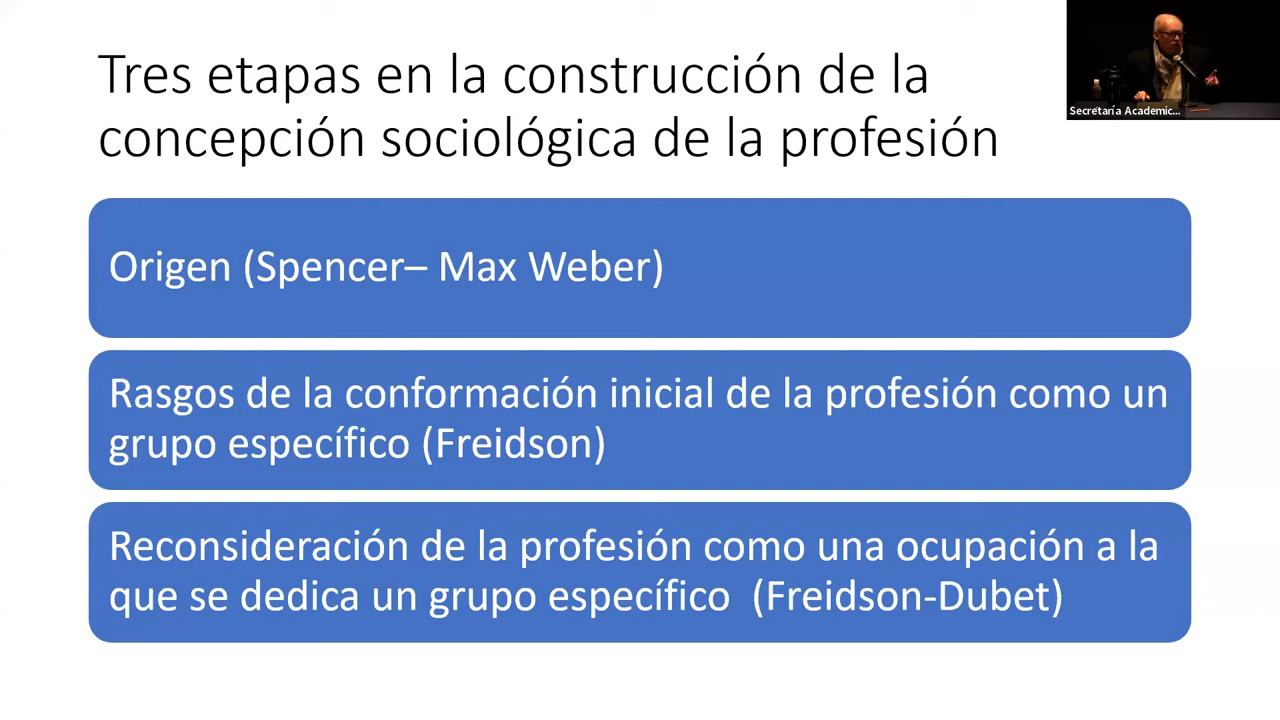 Tres etapas en la construcción de la
concepción sociológica de la profesión
Secretaría Academic...
Origen (Spencer– Max Weber)
Rasgos de la conformación inicial de la profesión como un
grupo específico (Freidson)
Reconsideración de la profesión como una ocupación a la
que se dedica un grupo específico  (Freidson-Dubet)